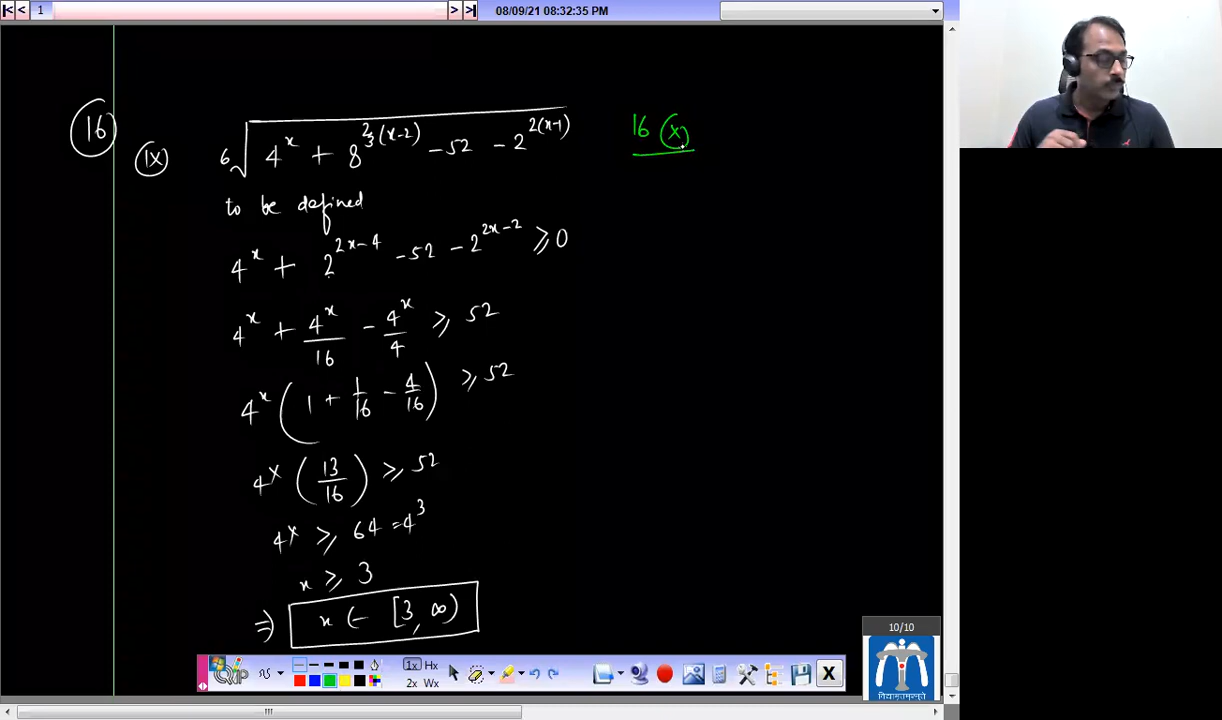 1
08/09/21 08:32:35 PM
16
ix
6√(4^x + 8^(2/3(x-2)) - 52 - 2^(2(x-1)))
16 (x)
to be defined
4^x + 2^(2x-4) - 52 - 2^(2x-2) ≥ 0
4^x + 4^x/16 - 4^x/4 ≥ 52
4^x (1 + 1/16 - 4/16) ≥ 52
4^x (13/16) ≥ 52
4^x ≥ 64 = 4^3
x ≥ 3
⇒ x ∈ [3, ∞)
10/10
1x Hx
2x Wx
X
विद्यामृतमश्नुते